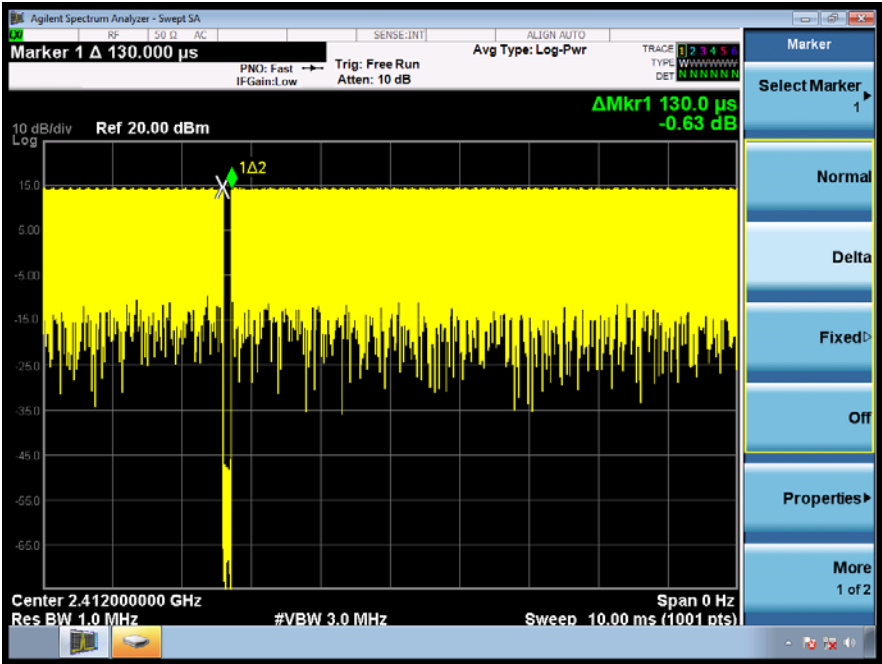 Agilent Spectrum Analyzer - Swept SA
LXI RF 50 Ω AC SENSE:INT ALIGN AUTO
Marker 1 Δ 130.000 µs
PNO: Fast
IFGain:Low
Trig: Free Run
Atten: 10 dB
Avg Type: Log-Pwr
TRACE 1 2 3 4 5 6
TYPE WWWWWW
DET N N N N N N
ΔMkr1 130.0 µs
-0.63 dB
10 dB/div Ref 20.00 dBm
Log
1Δ2
15.0
5.00
-5.00
-15.0
-25.0
-35.0
-45.0
-55.0
-65.0
Center 2.412000000 GHz Span 0 Hz
Res BW 1.0 MHz #VBW 3.0 MHz Sweep 10.00 ms (1001 pts)
Marker
Select Marker
1
Normal
Delta
Fixed
Off
Properties
More
1 of 2